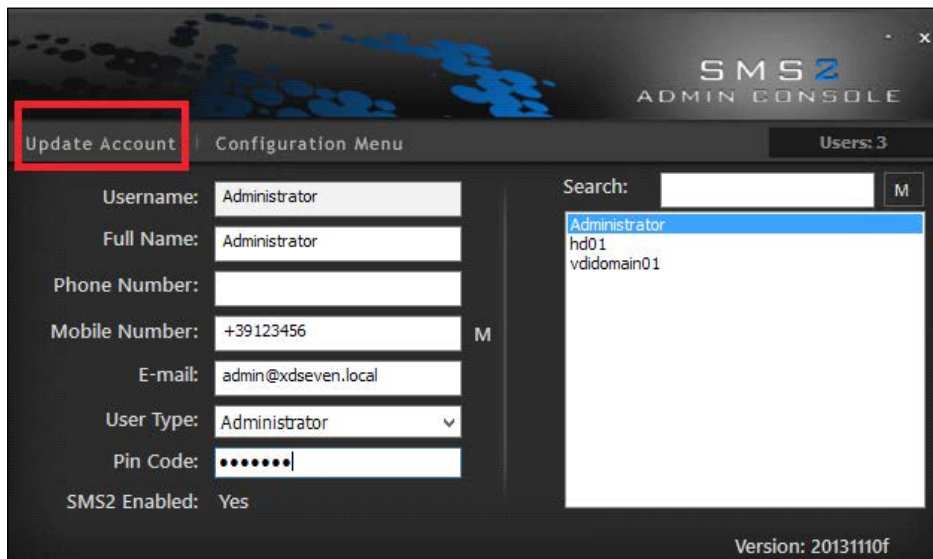 - x
SMS2
ADMIN CONSOLE
Update Account
Configuration Menu
Users: 3
Username: Administrator
Full Name: Administrator
Phone Number:
Mobile Number: +39123456 M
E-mail: admin@xdseven.local
User Type: Administrator
Pin Code: •••••••
SMS2 Enabled: Yes
Search: M
Administrator
hd01
vdidomain01
Version: 20131110f